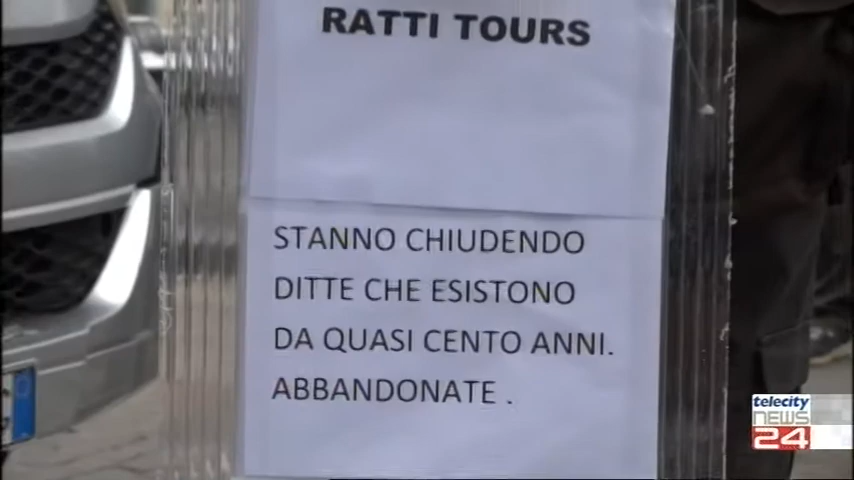 RATTI TOURS
STANNO CHIUDENDO
DITTE CHE ESISTONO
DA QUASI CENTO ANNI.
ABBANDONATE .
telecity
NEWS
24